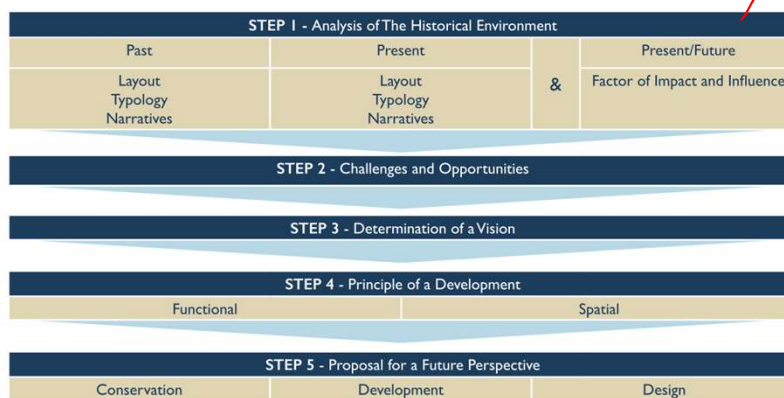 STEP 1 - Analysis of The Historical Environment
Past
Present
&
Present/Future
Layout
Typology
Narratives
Layout
Typology
Narratives
Factor of Impact and Influence
STEP 2 - Challenges and Opportunities
STEP 3 - Determination of a Vision
STEP 4 - Principle of a Development
Functional
Spatial
STEP 5 - Proposal for a Future Perspective
Conservation
Development
Design